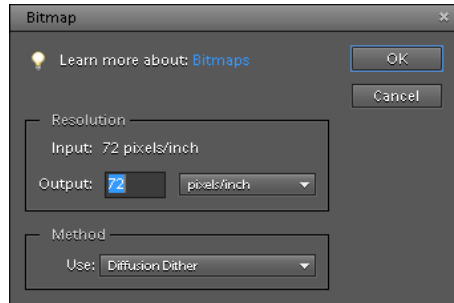 Bitmap
Learn more about: Bitmaps
OK
Cancel
Resolution
Input: 72 pixels/inch
Output: 72 pixels/inch
Method
Use: Diffusion Dither